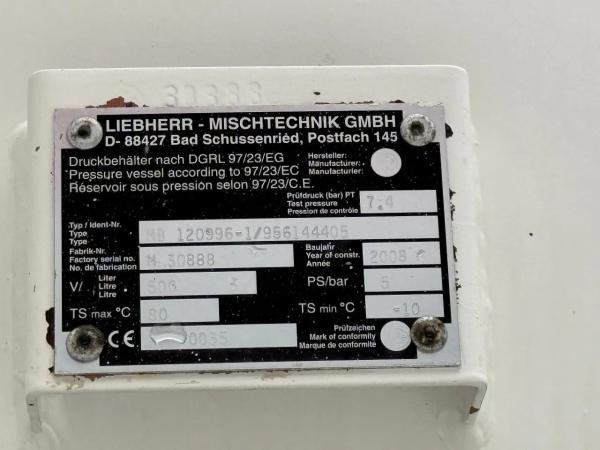 LIEBHERR - MISCHTECHNIK GMBH
D- 88427 Bad Schussenried, Postfach 145
Druckbehälter nach DGRL 97/23/EG
Pressure vessel according to 97/23/EC
Réservoir sous pression selon 97/23/C.E.
Hersteller:
Manufacturer:
Manufacturier:
Prüfdruck (bar) PT
Test pressure
Pression de contrôle
7.4
Typ / Ident-Nr.
Type
Type
MB 120996-1/956144405
Fabrik-Nr.
Factory serial no.
No. de fabrication
M 30888
Baujahr
Year of constr.
Année
2008
V/ Liter
Litre
Litre
500
PS/bar
5
TS max °C
80
TS min °C
-10
CE
0035
Prüfzeichen
Mark of conformity
Marque de conformité